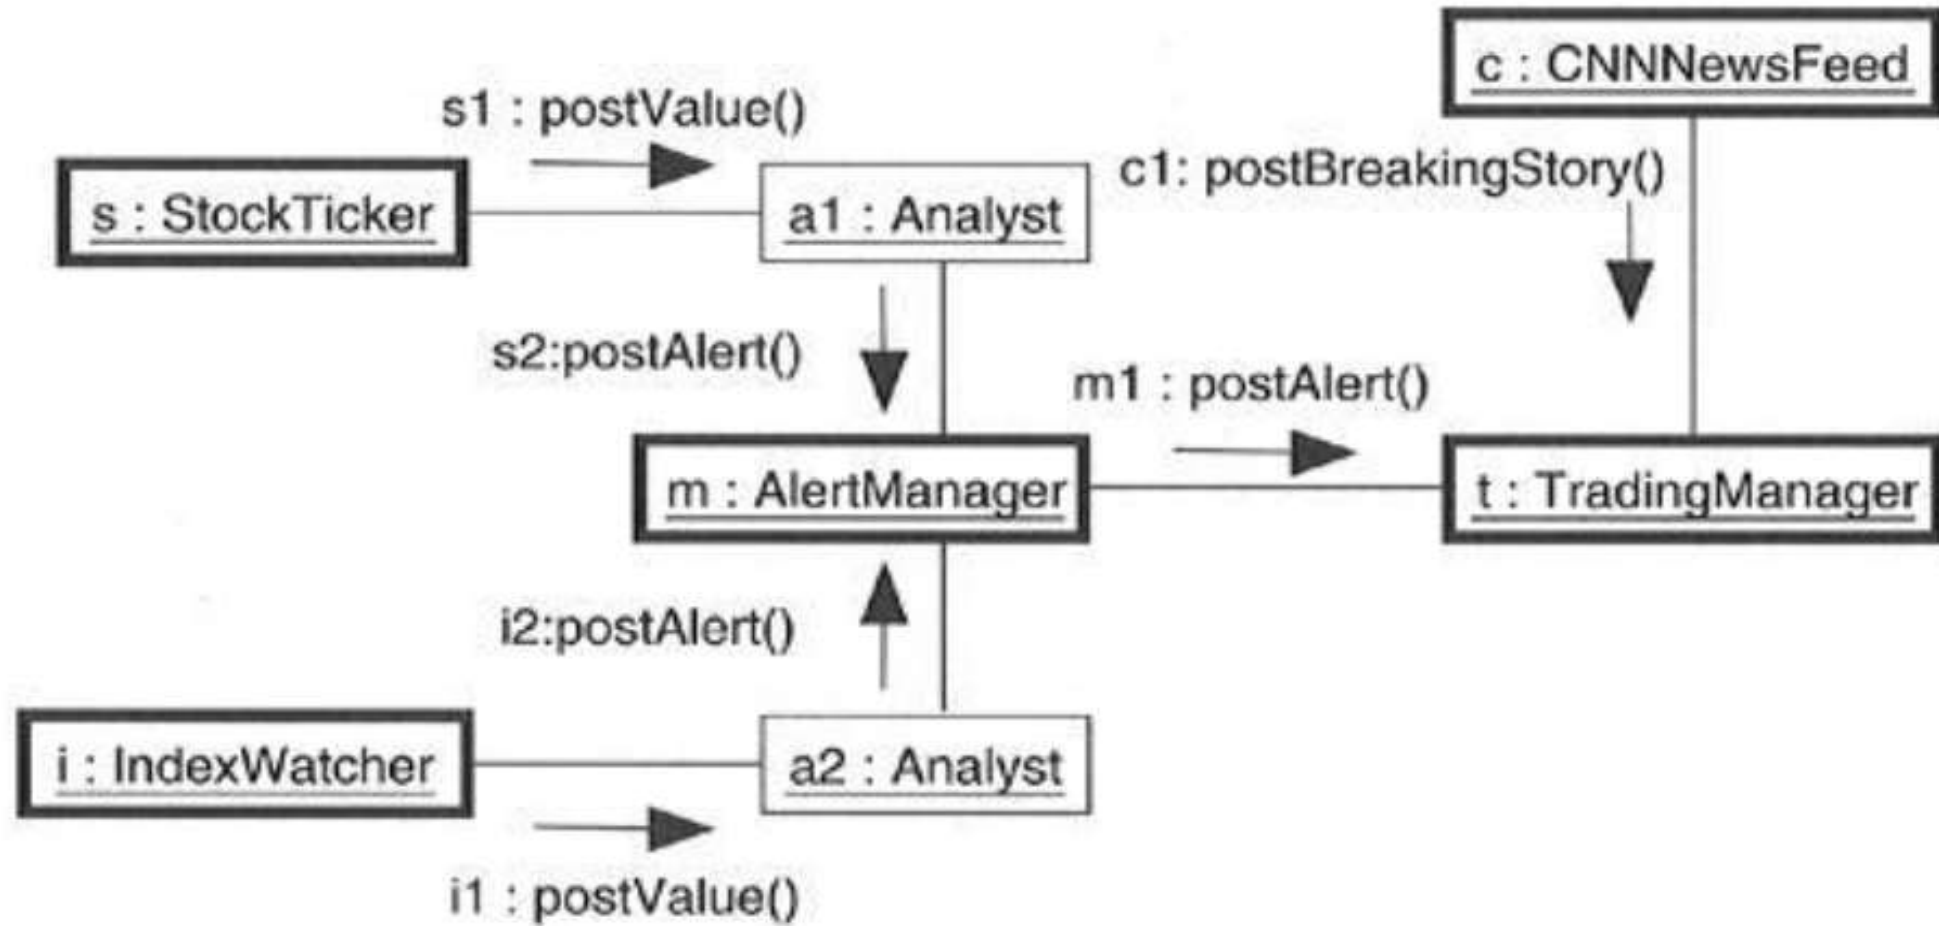 c : CNNNewsFeed
s1 : postValue()
c1: postBreakingStory()
s : StockTicker
a1 : Analyst
s2:postAlert()
m1 : postAlert()
m : AlertManager
t : TradingManager
i2:postAlert()
i : IndexWatcher
a2 : Analyst
i1 : postValue()